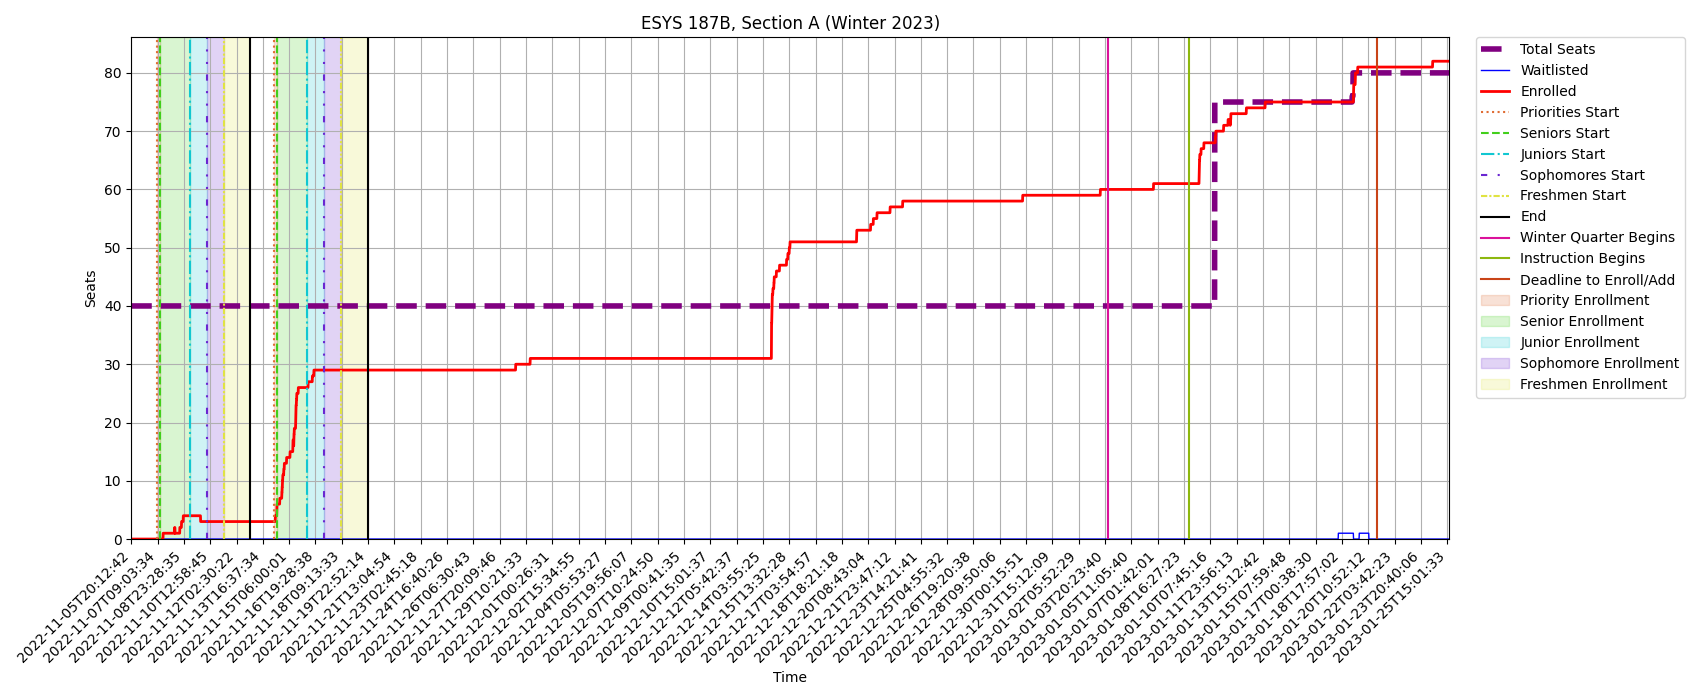 ESYS 187B, Section A (Winter 2023)
Seats
80
70
60
50
40
30
20
10
0
2022-11-05T20:12:42
2022-11-07T09:03:34
2022-11-08T23:28:35
2022-11-10T12:58:45
2022-11-12T02:30:22
2022-11-13T16:37:34
2022-11-15T06:00:01
2022-11-16T19:28:38
2022-11-18T09:13:33
2022-11-19T22:52:14
2022-11-21T13:04:54
2022-11-23T02:45:18
2022-11-24T16:40:26
2022-11-26T06:30:43
2022-11-27T20:09:46
2022-11-29T10:21:33
2022-12-01T00:26:31
2022-12-02T15:34:55
2022-12-04T05:53:27
2022-12-05T19:56:07
2022-12-07T10:24:50
2022-12-09T00:41:35
2022-12-10T15:01:37
2022-12-12T05:42:37
2022-12-14T03:55:25
2022-12-15T13:32:28
2022-12-17T03:54:57
2022-12-18T18:21:18
2022-12-20T08:43:04
2022-12-21T23:47:12
2022-12-23T14:21:41
2022-12-25T04:55:32
2022-12-26T19:20:38
2022-12-28T09:50:06
2022-12-30T00:15:51
2022-12-31T15:12:09
2023-01-02T05:52:29
2023-01-03T20:23:40
2023-01-05T11:05:40
2023-01-07T01:42:01
2023-01-08T16:27:23
2023-01-10T07:45:16
2023-01-11T23:56:13
2023-01-13T15:12:42
2023-01-15T07:59:48
2023-01-17T01:38:30
2023-01-18T17:57:02
2023-01-20T10:52:12
2023-01-22T03:42:23
2023-01-23T20:40:06
2023-01-25T15:01:33
Time
Total Seats
Waitlisted
Enrolled
Priorities Start
Seniors Start
Juniors Start
Sophomores Start
Freshmen Start
End
Winter Quarter Begins
Instruction Begins
Deadline to Enroll/Add
Priority Enrollment
Senior Enrollment
Junior Enrollment
Sophomore Enrollment
Freshmen Enrollment